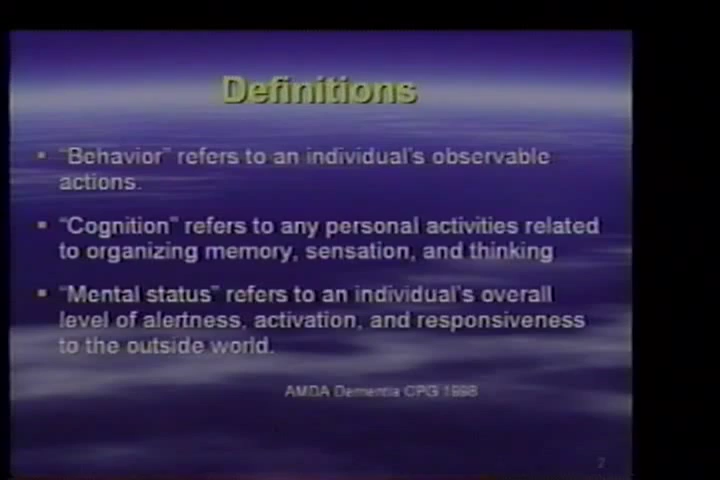 Definitions
▪ “Behavior” refers to an individual’s observable
actions.
▪ “Cognition” refers to any personal activities related
to organizing memory, sensation, and thinking
▪ “Mental status” refers to an individual’s overall
level of alertness, activation, and responsiveness
to the outside world.
AMDA Dementia CPG 1998
2